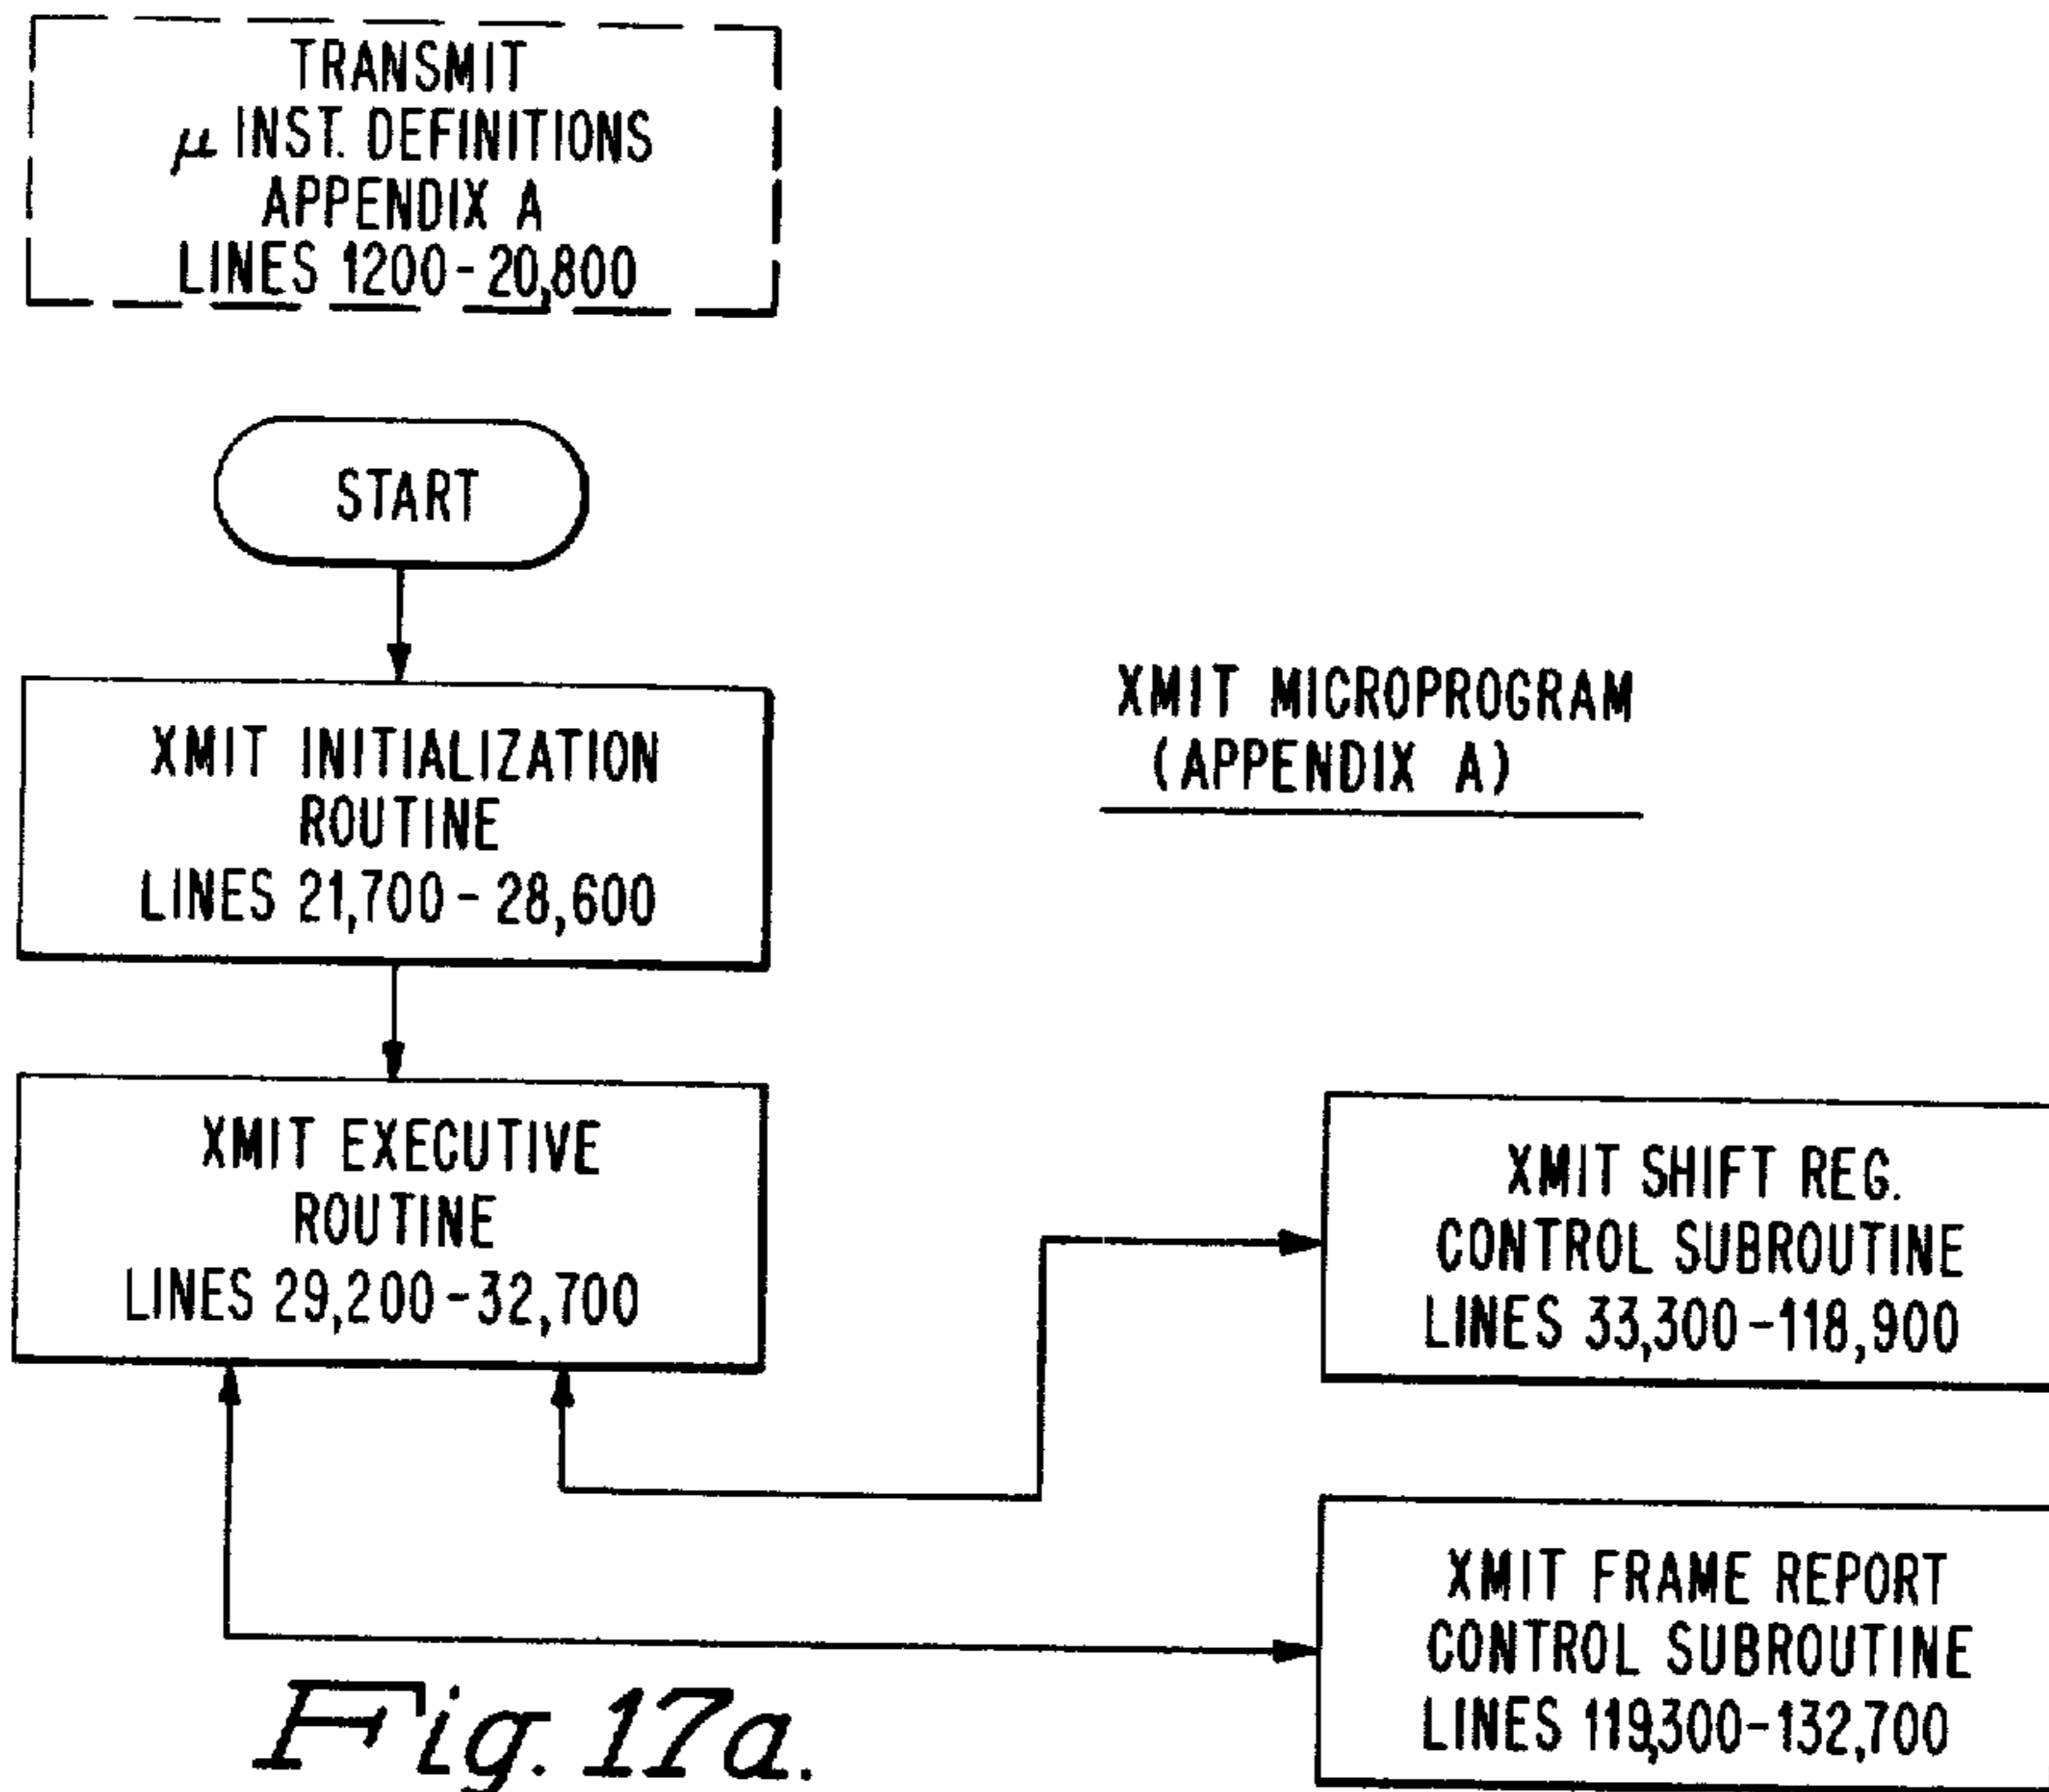 TRANSMIT
μ INST. DEFINITIONS
APPENDIX A
LINES 1200-20,800
START
XMIT INITIALIZATION
ROUTINE
LINES 21,700-28,600
XMIT MICROPROGRAM
(APPENDIX A)
XMIT EXECUTIVE
ROUTINE
LINES 29,200-32,700
XMIT SHIFT REG.
CONTROL SUBROUTINE
LINES 33,300-118,900
XMIT FRAME REPORT
CONTROL SUBROUTINE
LINES 119,300-132,700
Fig. 17a.